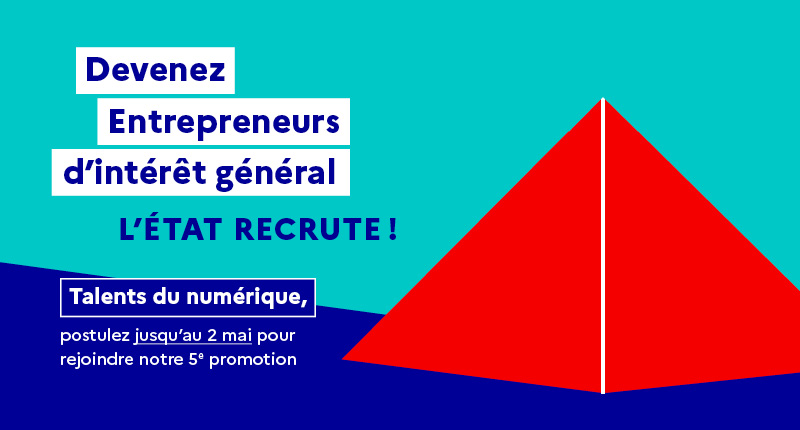 Devenez
Entrepreneurs
d’intérêt général
L’ÉTAT RECRUTE !
Talents du numérique,
postulez jusqu’au 2 mai pour
rejoindre notre 5e promotion